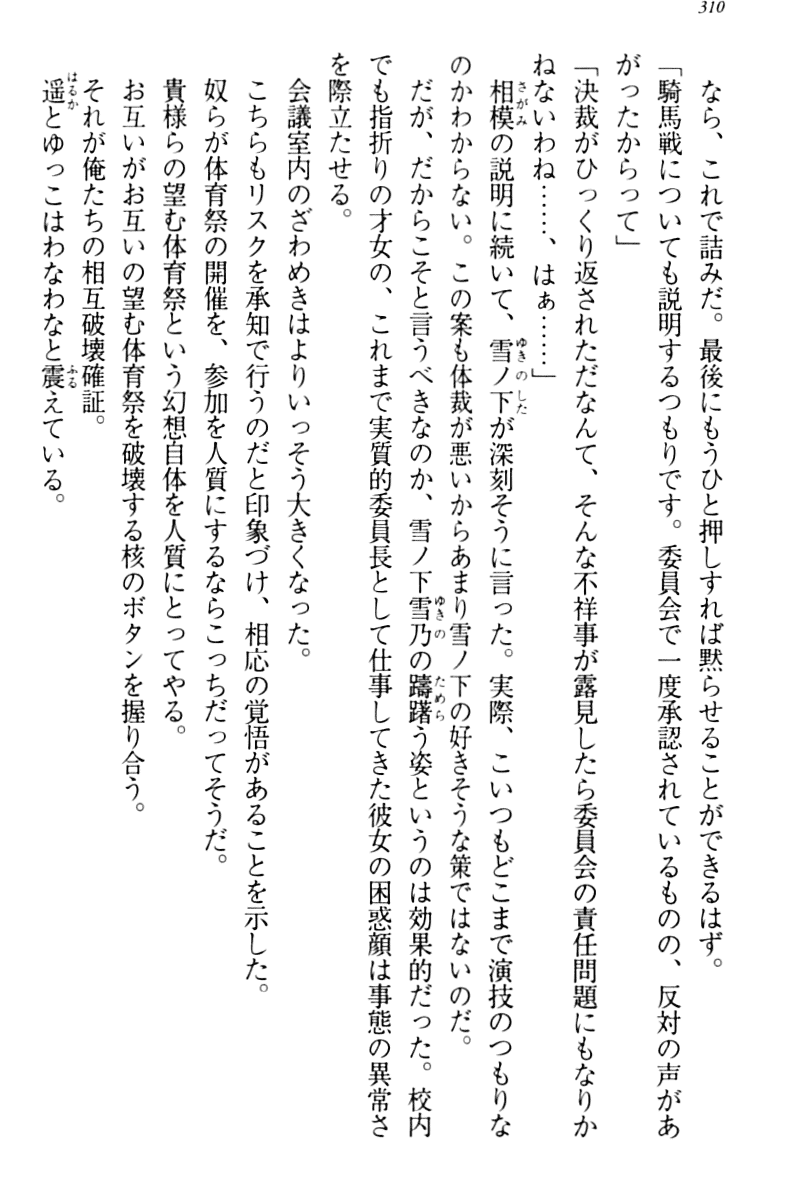 310
なら、これで詰みだ。最後にもうひと押しすれば黙らせることができるはず。
「騎馬戦についても説明するつもりです。委員会で一度承認されているものの、反対の声があ
がったからって」
「決裁がひっくり返されただなんて、そんな不祥事が露見したら委員会の責任問題にもなりか
ねないわね……、はぁ……」
相模の説明に続いて、雪ノ下が深刻そうに言った。実際、こいつもどこまで演技のつもりな
のかわからない。この案も体裁が悪いからあまり雪ノ下の好きそうな策ではないのだ。
だが、だからこそと言うべきなのか、雪ノ下雪乃の躊躇う姿というのは効果的だった。校内
でも指折りの才女の、これまで実質的委員長として仕事してきた彼女の困惑顔は事態の異常さ
を際立たせる。
会議室内のざわめきはよりいっそう大きくなった。
こちらもリスクを承知で行うのだと印象づけ、相応の覚悟があることを示した。
奴らが体育祭の開催を、参加を人質にするならこっちだってそうだ。
貴様らの望む体育祭という幻想自体を人質にとってやる。
お互いがお互いの望む体育祭を破壊する核のボタンを握り合う。
それが俺たちの相互破壊確証。
遥とゆっこはわなわなと震えている。